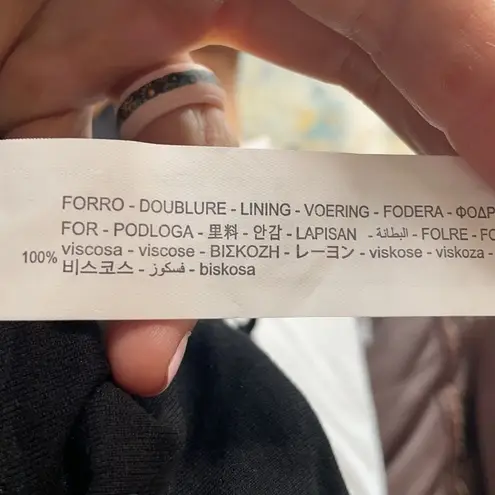 FORRO - DOUBLURE - LINING - VOERING - FODERA - ΦΟΔΡ
FOR - PODLOGA - 里料 - 안감 - LAPISAN - البطانة - FOLRE - FO
100% viscosa - viscose - ΒΙΣΚΟΖΗ - レーヨン - viskose - viskoza -
비스코스 - فسكوز - biskosa